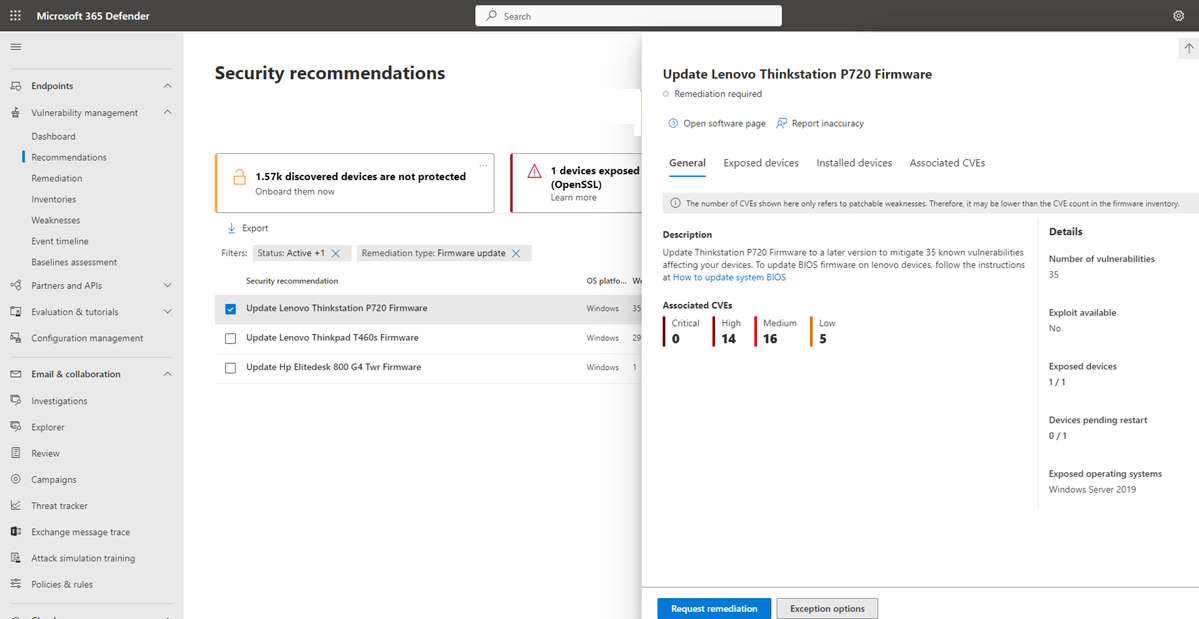 Microsoft 365 Defender
Search
Endpoints
Vulnerability management
Dashboard
Recommendations
Remediation
Inventories
Weaknesses
Event timeline
Baselines assessment
Partners and APIs
Evaluation & tutorials
Configuration management
Email & collaboration
Investigations
Explorer
Review
Campaigns
Threat tracker
Exchange message trace
Attack simulation training
Policies & rules
Security recommendations
1.57k discovered devices are not protected
Onboard them now
1 devices exposed
(OpenSSL)
Learn more
Export
Filters: Status: Active +1 Remediation type: Firmware update
Security recommendation OS platfo... We
Update Lenovo Thinkstation P720 Firmware Windows 35
Update Lenovo Thinkpad T460s Firmware Windows 29
Update Hp Elitedesk 800 G4 Twr Firmware Windows 1
Update Lenovo Thinkstation P720 Firmware
Remediation required
Open software page Report inaccuracy
General Exposed devices Installed devices Associated CVEs
The number of CVEs shown here only refers to patchable weaknesses. Therefore, it may be lower than the CVE count in the firmware inventory.
Description
Update Thinkstation P720 Firmware to a later version to mitigate 35 known vulnerabilities
affecting your devices. To update BIOS firmware on lenovo devices, follow the instructions
at How to update system BIOS
Associated CVEs
Critical High Medium Low
0 14 16 5
Details
Number of vulnerabilities
35
Exploit available
No
Exposed devices
1 / 1
Devices pending restart
0 / 1
Exposed operating systems
Windows Server 2019
Request remediation Exception options